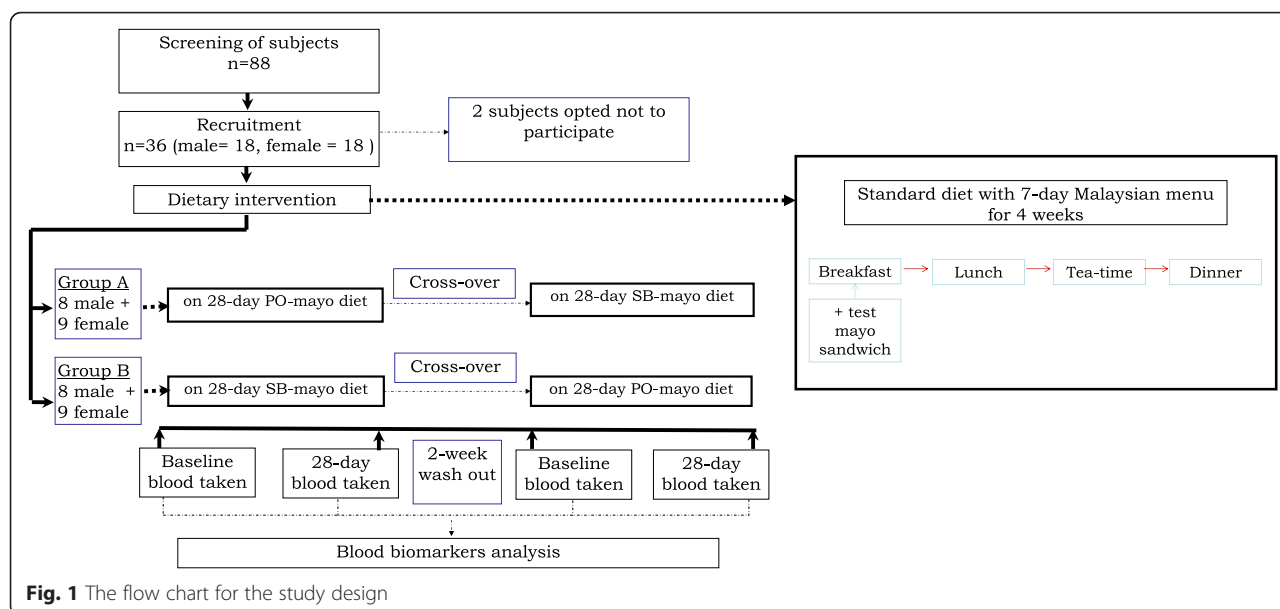 Screening of subjects
n=88
Recruitment
n=36 (male= 18, female = 18 )
2 subjects opted not to
participate
Dietary intervention
Standard diet with 7-day Malaysian menu
for 4 weeks
Breakfast
Lunch
Tea-time
Dinner
+ test
mayo
sandwich
Group A
8 male +
9 female
on 28-day PO-mayo diet
Cross-over
on 28-day SB-mayo diet
Group B
8 male +
9 female
on 28-day SB-mayo diet
Cross-over
on 28-day PO-mayo diet
Baseline
blood taken
28-day
blood taken
2-week
wash out
Baseline
blood taken
28-day
blood taken
Blood biomarkers analysis
Fig. 1 The flow chart for the study design